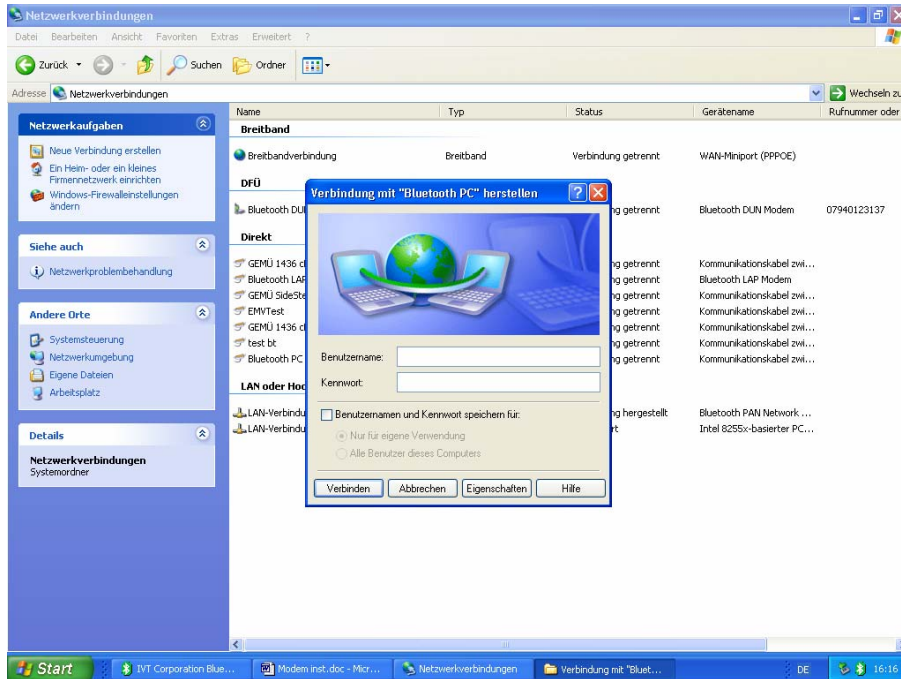 Netzwerkverbindungen
Datei Bearbeiten Ansicht Favoriten Extras Erweitert ?
Zurück Suchen Ordner
Adresse Netzwerkverbindungen Wechseln zu
Name Typ Status Gerätename Rufnummer oder
Netzwerkaufgaben
Neue Verbindung erstellen
Ein Heim- oder ein kleines
Firmennetzwerk einrichten
Windows-Firewalleinstellungen
ändern
Siehe auch
Netzwerkproblembehandlung
Andere Orte
Systemsteuerung
Netzwerkumgebung
Eigene Dateien
Arbeitsplatz
Details
Netzwerkverbindungen
Systemordner
Breitband
Breitbandverbindung Breitband Verbindung getrennt WAN-Miniport (PPPOE)
DFÜ
Bluetooth DU ng getrennt Bluetooth DUN Modem 07940123137
Direkt
GEMÜ 1436 c ng getrennt Kommunikationskabel zwi...
Bluetooth LAP ng getrennt Bluetooth LAP Modem
GEMÜ SideSte ng getrennt Kommunikationskabel zwi...
EMVTest ng getrennt Kommunikationskabel zwi...
GEMÜ 1436 c ng getrennt Kommunikationskabel zwi...
test bt ng getrennt Kommunikationskabel zwi...
Bluetooth PC ng getrennt Kommunikationskabel zwi...
LAN oder Hoc
LAN-Verbindu ng hergestellt Bluetooth PAN Network ...
LAN-Verbindu rt Intel 8255x-basierter PC...
Verbindung mit "Bluetooth PC" herstellen
Benutzername:
Kennwort:
Benutzernamen und Kennwort speichern für:
Nur für eigene Verwendung
Alle Benutzer dieses Computers
Verbinden Abbrechen Eigenschaften Hilfe
Start IVT Corporation Blue... Modem inst.doc - Micr... Netzwerkverbindungen Verbindung mit "Bluet... DE 16:16